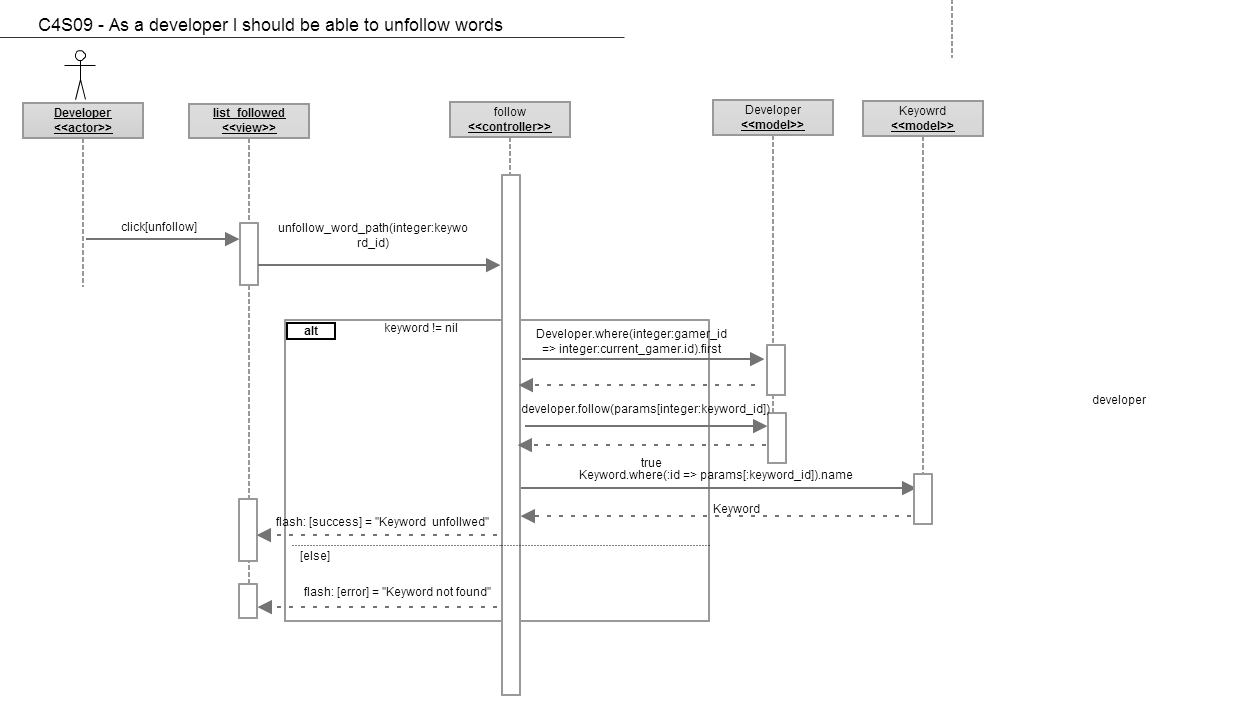 C4S09 - As a developer I should be able to unfollow words
Developer
<<actor>>
list_followed
<<view>>
follow
<<controller>>
Developer
<<model>>
Keyowrd
<<model>>
click[unfollow]
unfollow_word_path(integer:keywo
rd_id)
alt
keyword != nil
Developer.where(integer:gamer_id
=> integer:current_gamer.id).first
developer
developer.follow(params[integer:keyword_id])
true
Keyword.where(:id => params[:keyword_id]).name
Keyword
flash: [success] = "Keyword unfollwed"
[else]
flash: [error] = "Keyword not found"